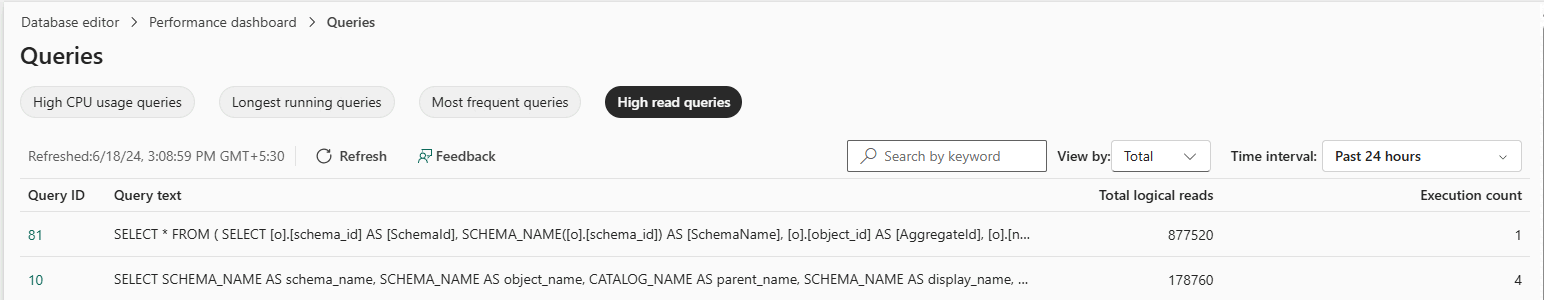 Database editor > Performance dashboard > Queries
Queries
High CPU usage queries Longest running queries Most frequent queries High read queries
Refreshed:6/18/24, 3:08:59 PM GMT+5:30 Refresh Feedback Search by keyword View by: Total Time interval: Past 24 hours
Query ID Query text Total logical reads Execution count
81 SELECT * FROM ( SELECT [o].[schema_id] AS [SchemaId], SCHEMA_NAME([o].[schema_id]) AS [SchemaName], [o].[object_id] AS [AggregateId], [o].[n... 877520 1
10 SELECT SCHEMA_NAME AS schema_name, SCHEMA_NAME AS object_name, CATALOG_NAME AS parent_name, SCHEMA_NAME AS display_name, ... 178760 4